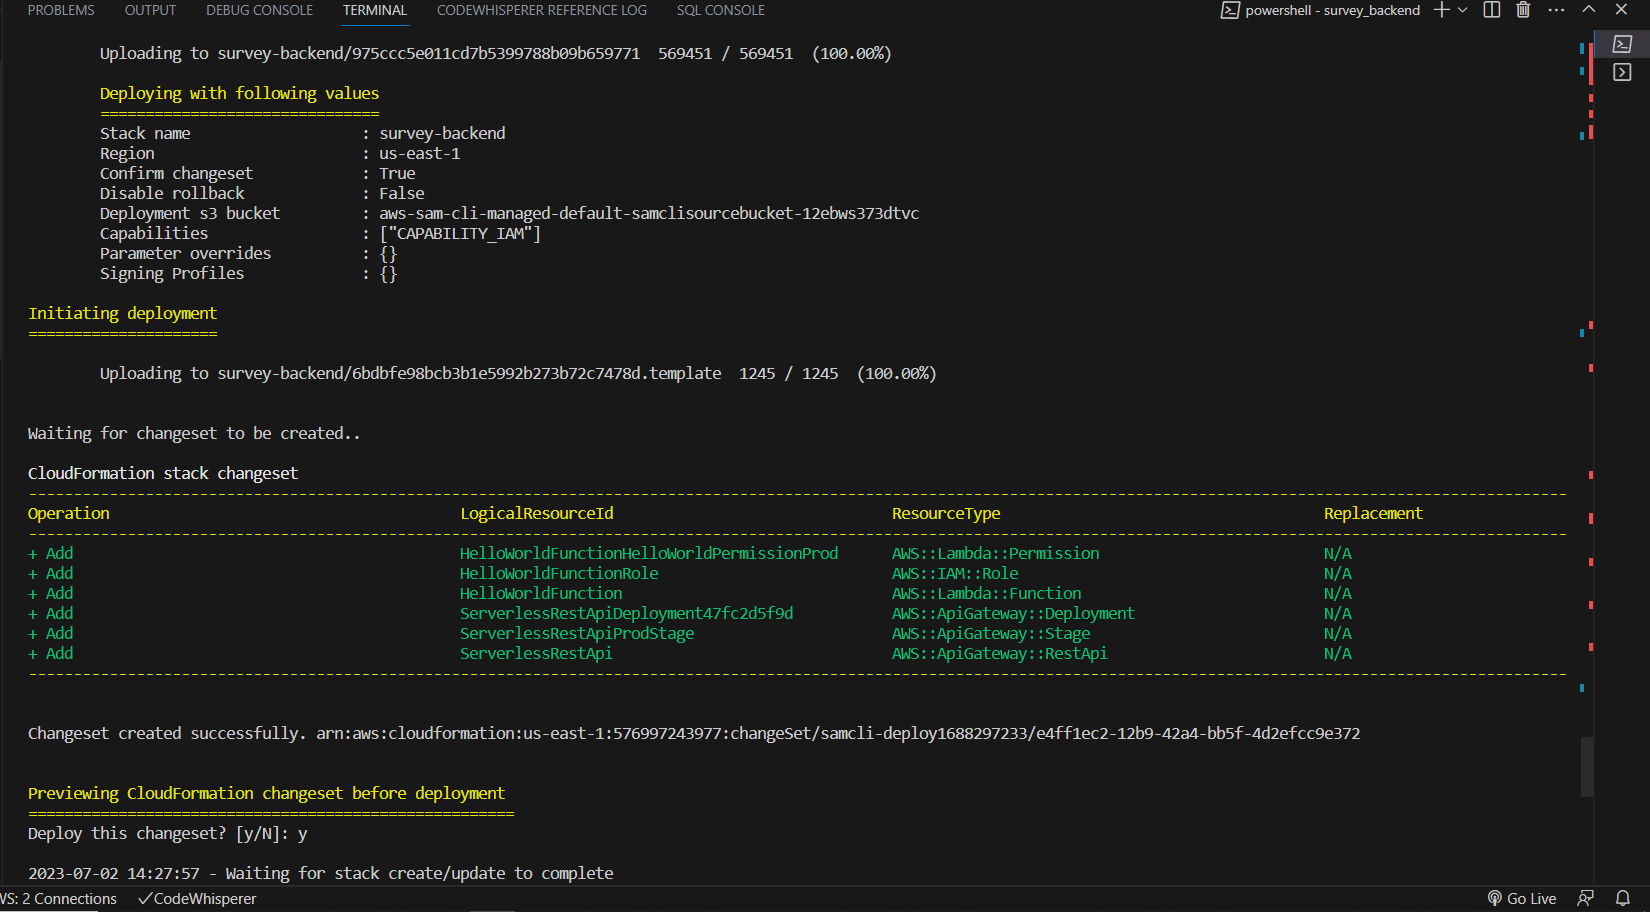 PROBLEMS OUTPUT DEBUG CONSOLE TERMINAL CODEWHISPERER REFERENCE LOG SQL CONSOLE powershell - survey_backend
Uploading to survey-backend/975ccc5e011cd7b5399788b09b659771 569451 / 569451 (100.00%)
Deploying with following values
===============================
Stack name : survey-backend
Region : us-east-1
Confirm changeset : True
Disable rollback : False
Deployment s3 bucket : aws-sam-cli-managed-default-samclisourcebucket-12ebws373dtvc
Capabilities : ["CAPABILITY_IAM"]
Parameter overrides : {}
Signing Profiles : {}
Initiating deployment
=====================
Uploading to survey-backend/6bdbfe98bcb3b1e5992b273b72c7478d.template 1245 / 1245 (100.00%)
Waiting for changeset to be created..
CloudFormation stack changeset
Operation LogicalResourceId ResourceType Replacement
+ Add HelloWorldFunctionHelloWorldPermissionProd AWS::Lambda::Permission N/A
+ Add HelloWorldFunctionRole AWS::IAM::Role N/A
+ Add HelloWorldFunction AWS::Lambda::Function N/A
+ Add ServerlessRestApiDeployment47fc2d5f9d AWS::ApiGateway::Deployment N/A
+ Add ServerlessRestApiProdStage AWS::ApiGateway::Stage N/A
+ Add ServerlessRestApi AWS::ApiGateway::RestApi N/A
Changeset created successfully. arn:aws:cloudformation:us-east-1:576997243977:changeSet/samcli-deploy1688297233/e4ff1ec2-12b9-42a4-bb5f-4d2efcc9e372
Previewing CloudFormation changeset before deployment
======================================================
Deploy this changeset? [y/N]: y
2023-07-02 14:27:57 - Waiting for stack create/update to complete
WS: 2 Connections CodeWhisperer Go Live